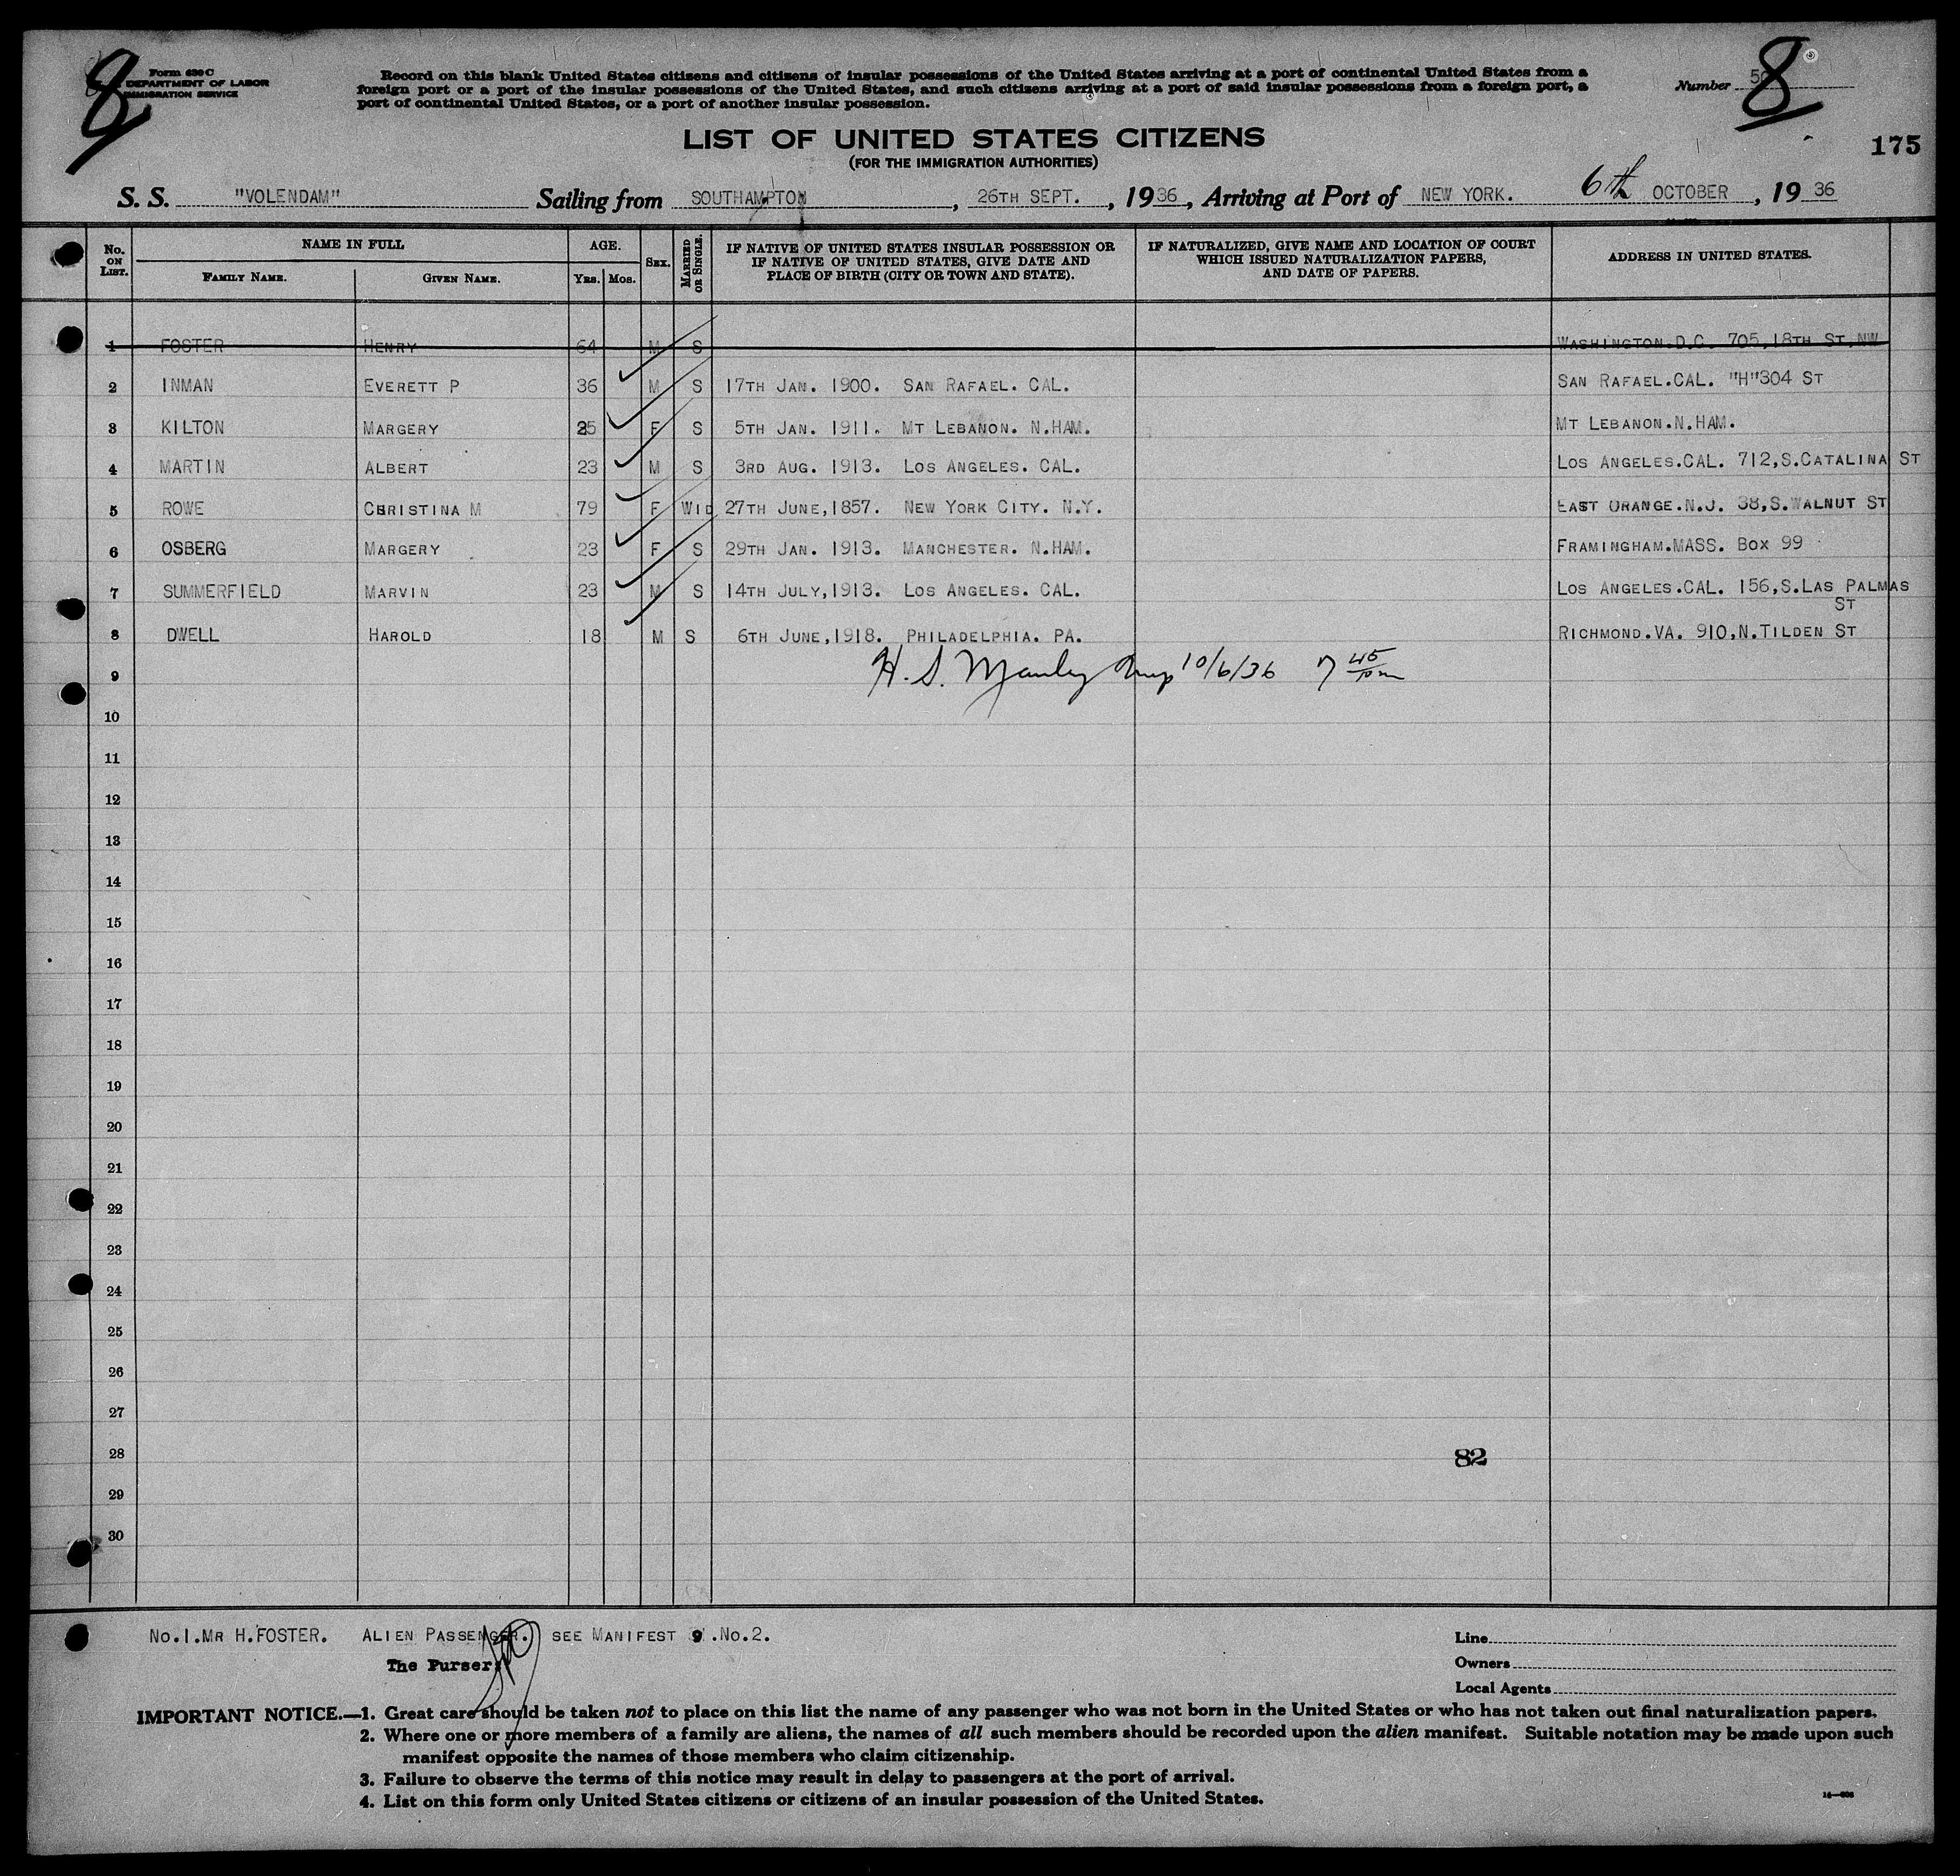 8
Form 630 C
DEPARTMENT OF LABOR
IMMIGRATION SERVICE
Record on this blank United States citizens and citizens of insular possessions of the United States arriving at a port of continental United States from a
foreign port or a port of the insular possessions of the United States, and such citizens arriving at a port of said insular possessions from a foreign port, a
port of continental United States, or a port of another insular possession.
Number 8
LIST OF UNITED STATES CITIZENS
(FOR THE IMMIGRATION AUTHORITIES)
175
S. S. "VOLENDAM" Sailing from SOUTHAMPTON, 26TH SEPT., 1936, Arriving at Port of NEW YORK. 6th OCTOBER, 1936
No. ON LIST. NAME IN FULL FAMILY NAME. GIVEN NAME. AGE. YRS. MOS. SEX. MARRIED OR SINGLE. IF NATIVE OF UNITED STATES INSULAR POSSESSION OR IF NATIVE OF UNITED STATES, GIVE DATE AND PLACE OF BIRTH (CITY OR TOWN AND STATE). IF NATURALIZED, GIVE NAME AND LOCATION OF COURT WHICH ISSUED NATURALIZATION PAPERS, AND DATE OF PAPERS. ADDRESS IN UNITED STATES.
1 FOSTER HENRY 64 M S WASHINGTON.D.C. 705,18TH ST.NW
2 INMAN EVERETT P 36 M S 17TH JAN. 1900. SAN RAFAEL. CAL. SAN RAFAEL.CAL. "H"304 ST
3 KILTON MARGERY 25 F S 5TH JAN. 1911. MT LEBANON. N.HAM. MT LEBANON.N.HAM.
4 MARTIN ALBERT 23 M S 3RD AUG. 1913. LOS ANGELES. CAL. LOS ANGELES.CAL. 712,S.CATALINA ST
5 ROWE CHRISTINA M 79 F WID 27TH JUNE,1857. NEW YORK CITY. N.Y. EAST ORANGE.N.J. 38,S.WALNUT ST
6 OSBERG MARGERY 23 F S 29TH JAN. 1913. MANCHESTER. N.HAM. FRAMINGHAM.MASS. BOX 99
7 SUMMERFIELD MARVIN 23 M S 14TH JULY,1913. LOS ANGELES. CAL. LOS ANGELES.CAL. 156,S.LAS PALMAS
ST
8 DWELL HAROLD 18 M S 6TH JUNE,1918. PHILADELPHIA. PA. RICHMOND.VA. 910,N.TILDEN ST
9 H. S. Manley Insp 10/6/36 7 45 pm
10
11
12
13
14
15
16
17
18
19
20
21
22
23
24
25
26
27
28 82
29
30
NO.1.MR H.FOSTER. ALIEN PASSENGER. SEE MANIFEST 9 .NO.2.
The Purser:
Line
Owners
Local Agents
IMPORTANT NOTICE.—1. Great care should be taken not to place on this list the name of any passenger who was not born in the United States or who has not taken out final naturalization papers.
2. Where one or more members of a family are aliens, the names of all such members should be recorded upon the alien manifest. Suitable notation may be made upon such
manifest opposite the names of those members who claim citizenship.
3. Failure to observe the terms of this notice may result in delay to passengers at the port of arrival.
4. List on this form only United States citizens or citizens of an insular possession of the United States.